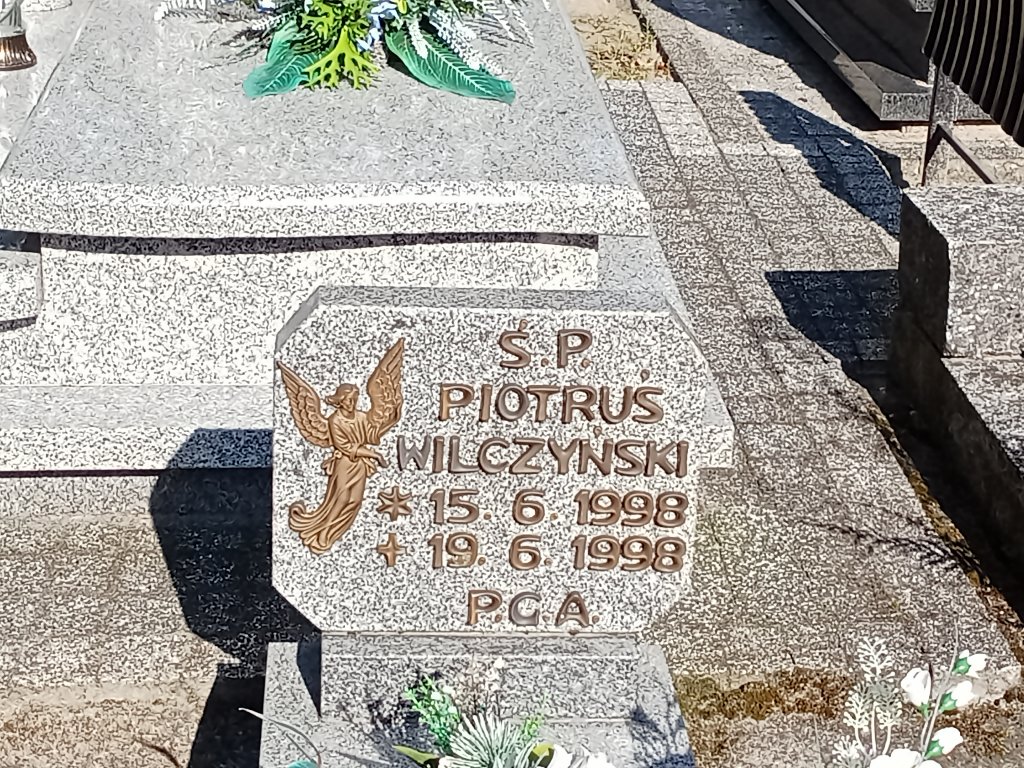 Ś.P.
PIOTRUŚ
WILCZYŃSKI
* 15. 6. 1998
+ 19. 6. 1998
P.G.A.